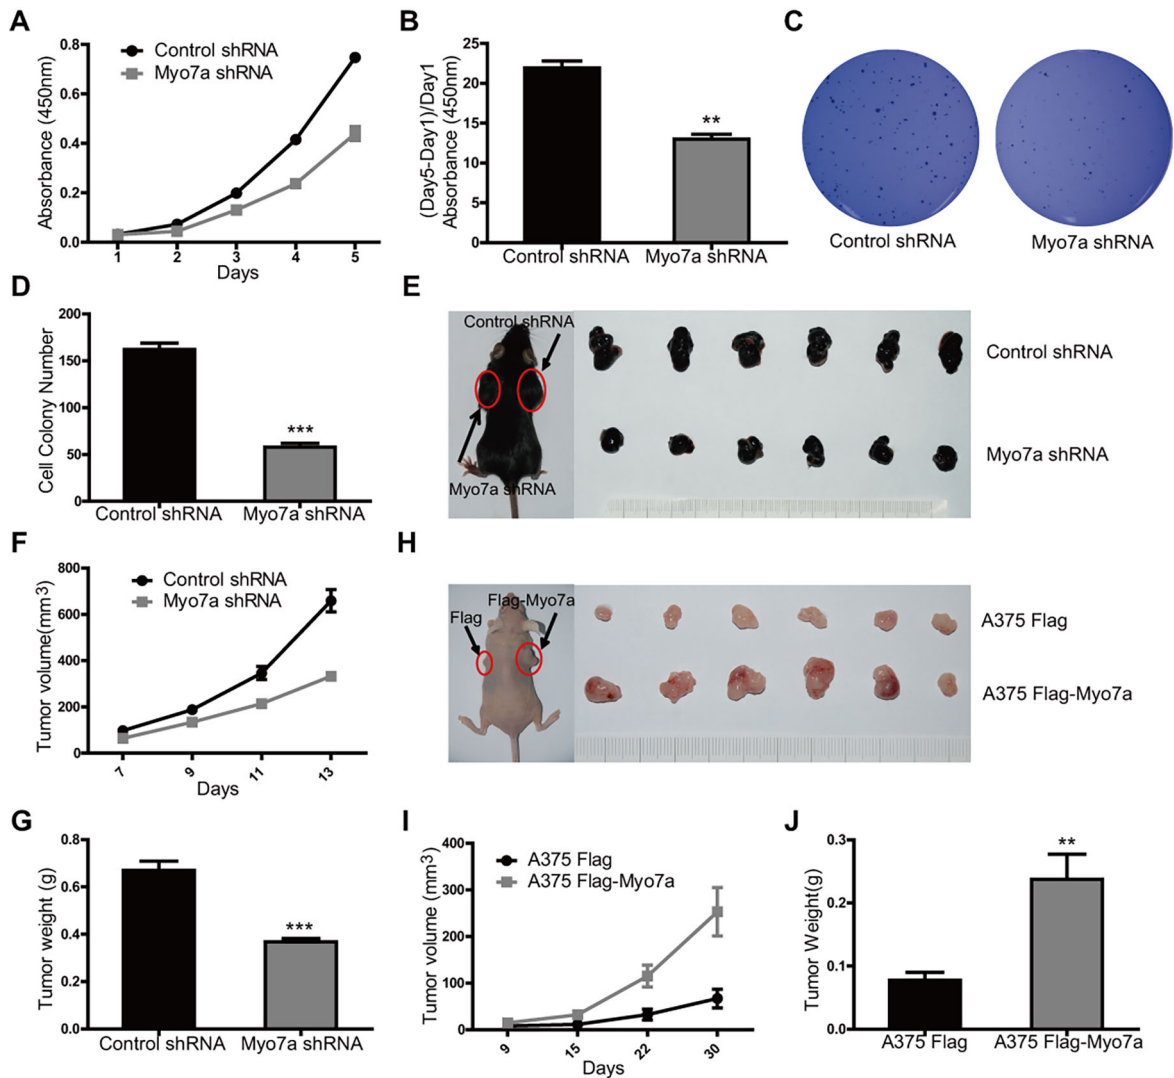 A
Absorbance (450nm)
0.8
0.6
0.4
0.2
0.0
Control shRNA
Myo7a shRNA
1 2 3 4 5
Days
B
(Day5-Day1)/Day1
Absorbance (450nm)
25
20
15
10
5
0
**
Control shRNA Myo7a shRNA
C
Control shRNA Myo7a shRNA
D
Cell Colony Number
200
150
100
50
0
***
Control shRNA Myo7a shRNA
E
Control shRNA
Myo7a shRNA
Control shRNA
Myo7a shRNA
F
Tumor volume(mm3)
800
600
400
200
0
Control shRNA
Myo7a shRNA
7 9 11 13
Days
H
Flag-Myo7a
Flag
A375 Flag
A375 Flag-Myo7a
G
Tumor weight (g)
0.8
0.6
0.4
0.2
0.0
***
Control shRNA Myo7a shRNA
I
Tumor volume (mm³)
400
300
200
100
0
A375 Flag
A375 Flag-Myo7a
9 15 22 30
Days
J
Tumor Weight(g)
0.3
0.2
0.1
0.0
**
A375 Flag A375 Flag-Myo7a